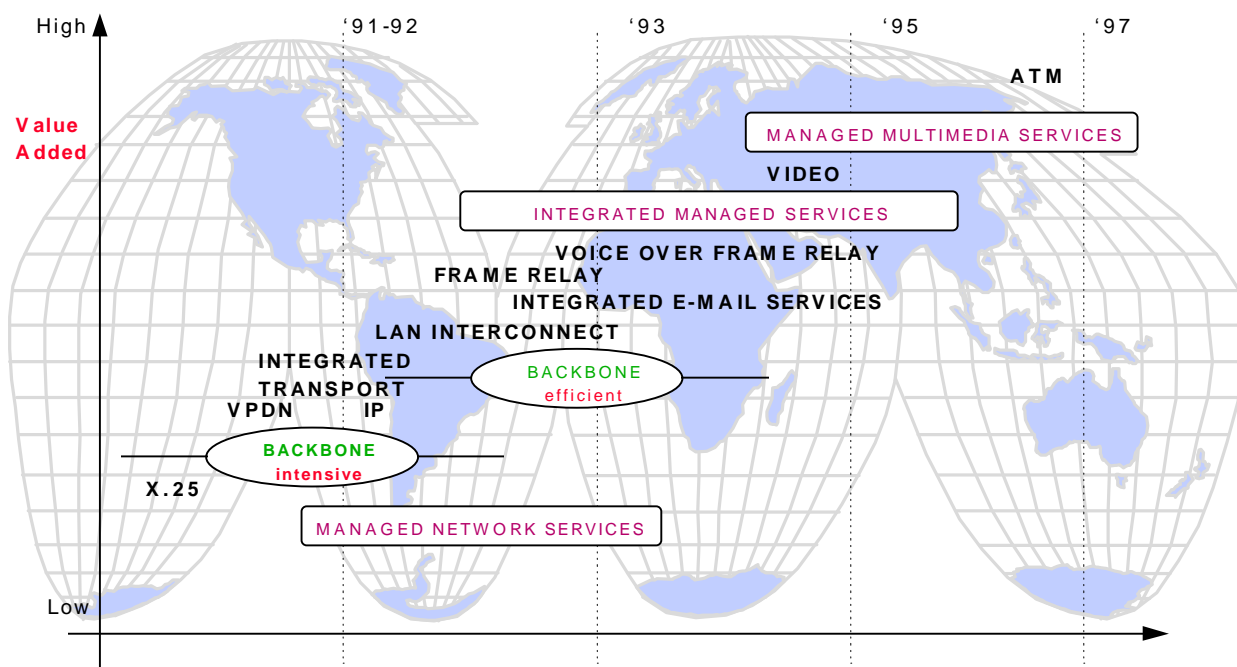 High
‘91-92
‘93
‘95
‘97
ATM
Value
Added
MANAGED MULTIMEDIA SERVICES
VIDEO
INTEGRATED MANAGED SERVICES
VOICE OVER FRAME RELAY
FRAME RELAY
INTEGRATED E-MAIL SERVICES
LAN INTERCONNECT
INTEGRATED
TRANSPORT
BACKBONE
efficient
VPDN
IP
BACKBONE
intensive
X.25
MANAGED NETWORK SERVICES
Low